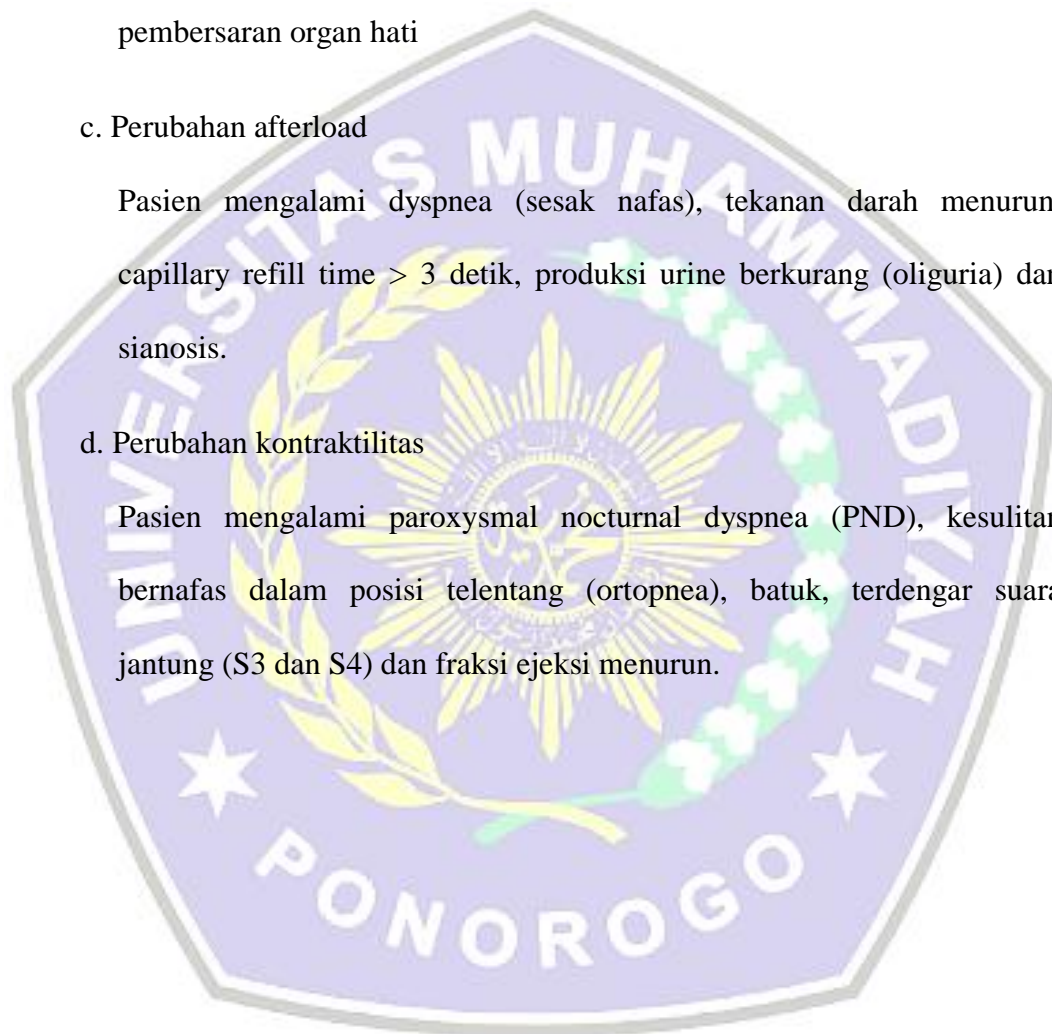 pembersaran organ hati
c. Perubahan afterload
Pasien mengalami dyspnea (sesak nafas), tekanan darah menurun
capillary refill time > 3 detik, produksi urine berkurang (oliguria) dan
sianosis.
d. Perubahan kontraktilitas
Pasien mengalami paroxysmal nocturnal dyspnea (PND), kesulitan
bernafas dalam posisi telentang (ortopnea), batuk, terdengar suara
jantung (S3 dan S4) dan fraksi ejeksi menurun.
UNIVERSITAS MUHAMMADIYAH
PONOROGO